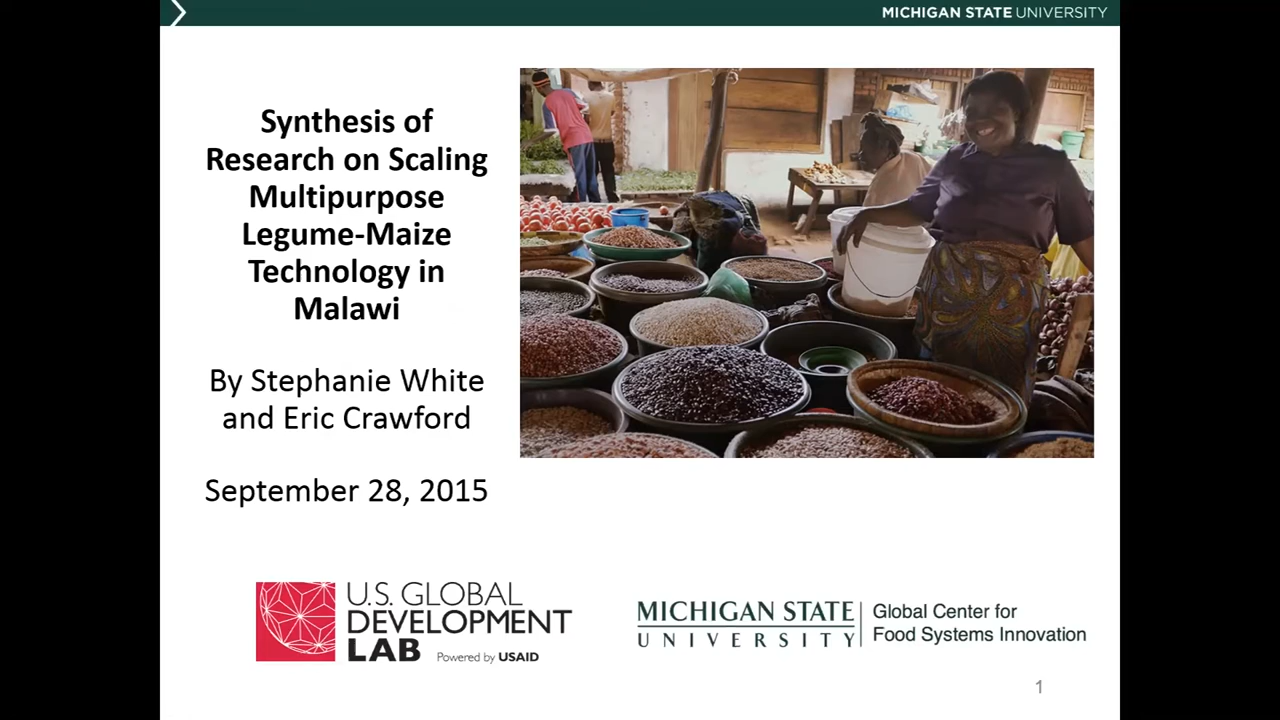 MICHIGAN STATE UNIVERSITY
Synthesis of
Research on Scaling
Multipurpose
Legume-Maize
Technology in
Malawi
By Stephanie White
and Eric Crawford
September 28, 2015
U.S. GLOBAL
DEVELOPMENT
LAB Powered by USAID
MICHIGAN STATE
UNIVERSITY
Global Center for
Food Systems Innovation
1